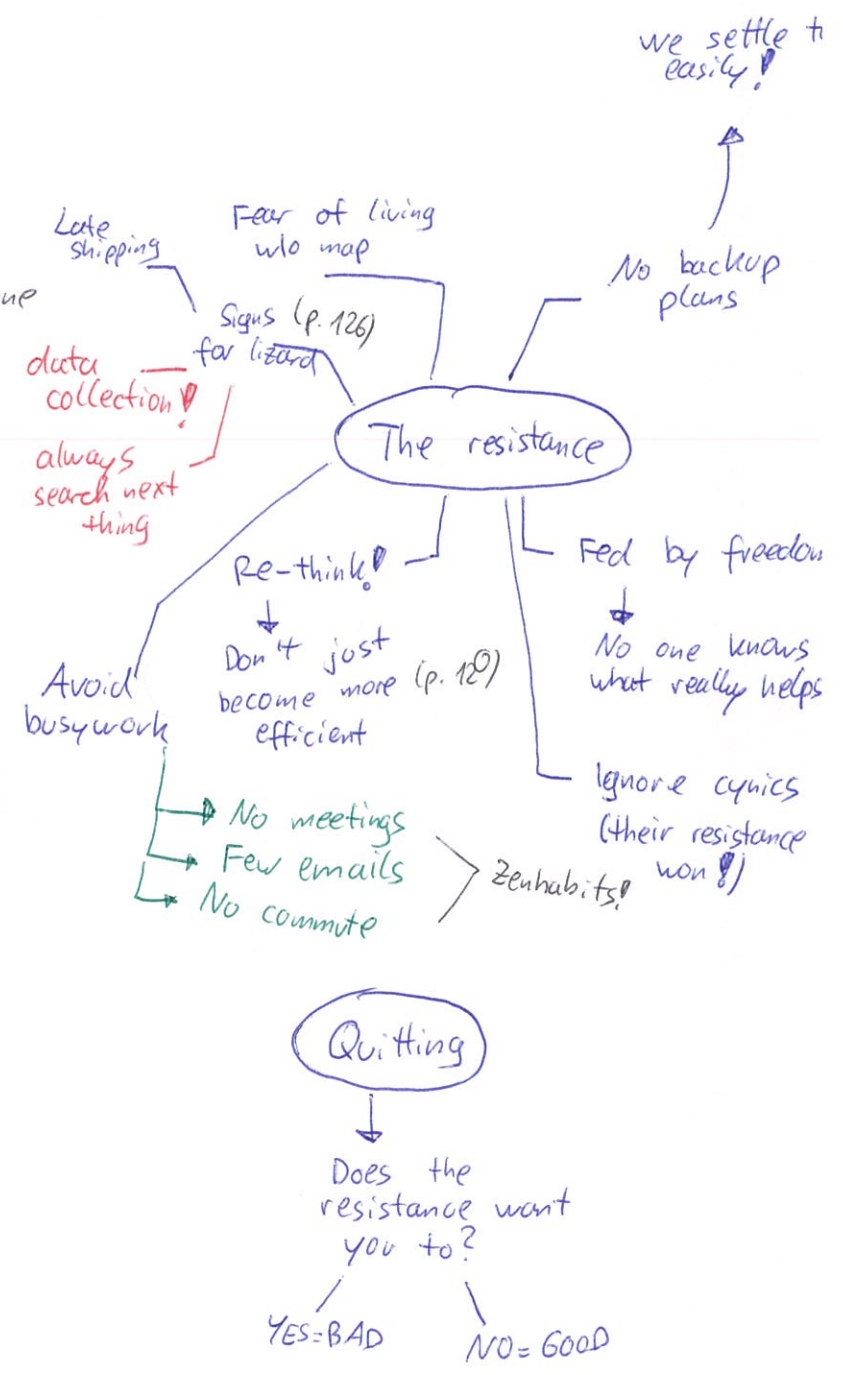 we settle
easily!
Late
shipping
Fear of living
w/o map
No backup
plans
Signs (p. 126)
for lizard
data
collection!
always
search next
thing
The resistance
Re-think!
Don't just
become more (p. 120)
efficient
Fed by freedom
No one knows
what really helps
Avoid
busywork
Ignore cynics
(their resistance
won!)
No meetings
Few emails
No commute
Zenhabits!
Quitting
Does the
resistance want
you to?
YES=BAD
NO=GOOD